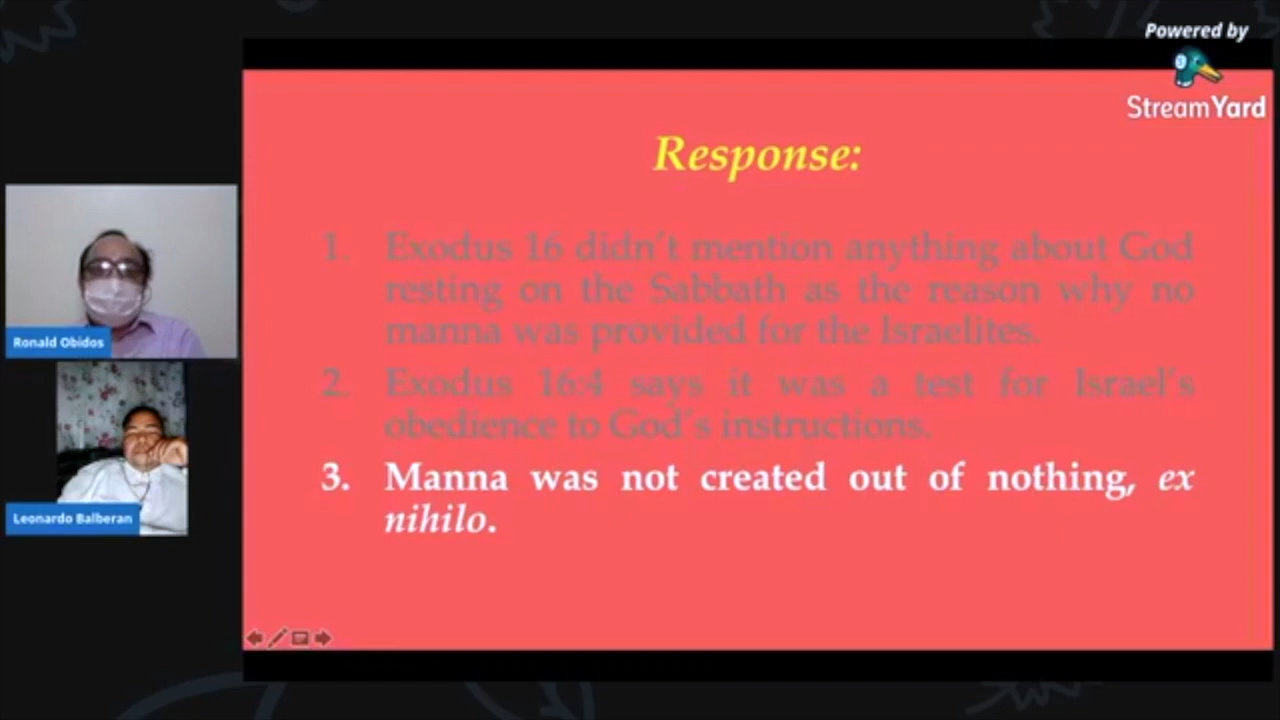 Powered by
StreamYard
Response:
1. Exodus 16 didn't mention anything about God
resting on the Sabbath as the reason why no
manna was provided for the Israelites.
2. Exodus 16:4 says it was a test for Israel's
obedience to God's instructions.
3. Manna was not created out of nothing, ex
nihilo.
Ronald Obidos
Leonardo Balberan